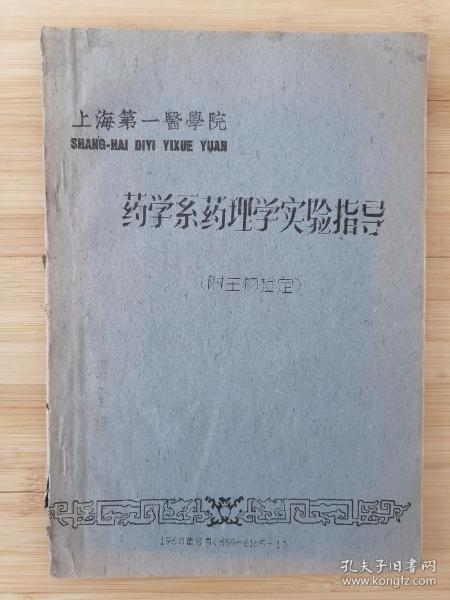 上海第一醫學院
SHANG-HAI DIYI YIXUE YUAN
药学系药理学实验指导
(附生物检定)
1960
孔夫子旧书网
www.kongfz.com